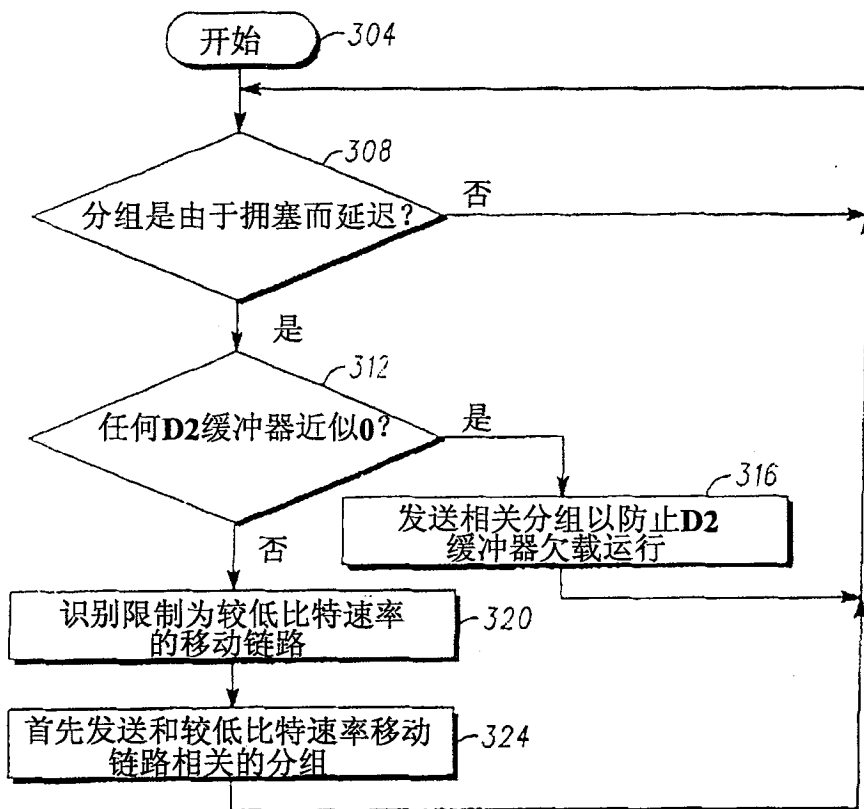 开始
304
308
分组是由于拥塞而延迟?
否
是
312
任何D2缓冲器近似0?
是
316
发送相关分组以防止D2
缓冲器欠载运行
否
识别限制为较低比特速率
的移动链路
320
首先发送和较低比特速率移动
链路相关的分组
324